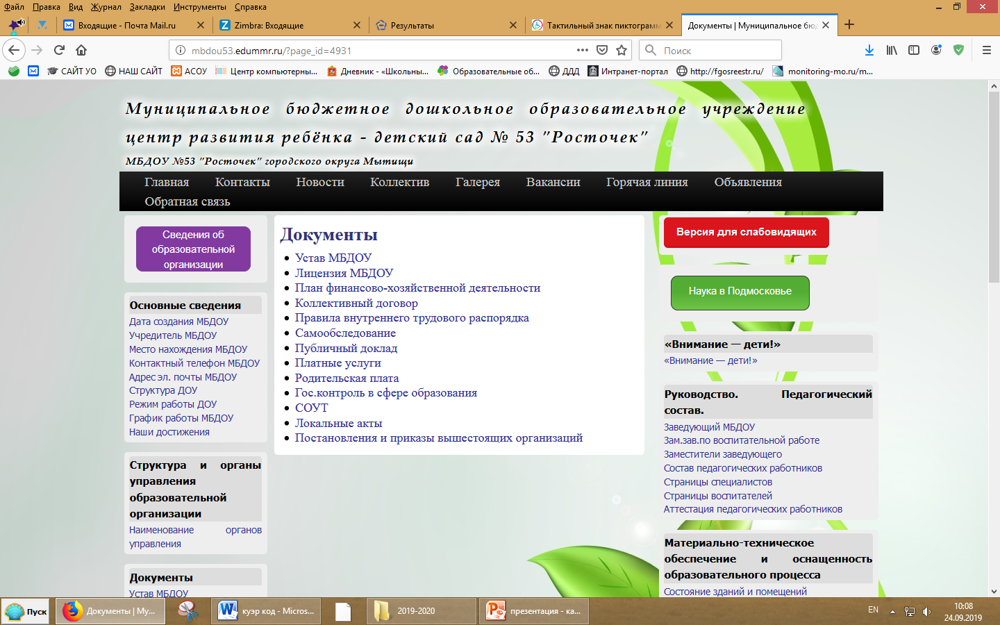 Файл Правка Вид Журнал Закладки Инструменты Справка
Входящие - Почта Mail.ru
Zimbra: Входящие
Результаты
Тактильный знак пиктограмм
Документы | Муниципальное бюд
mbdou53.edummr.ru/?page_id=4931
Поиск
САЙТ УО
НАШ САЙТ
АСОУ
Центр компьютерны...
Дневник - «Школьны...
Образовательные об...
ДДД
Интранет-портал
http://fgosreestr.ru/
monitoring-mo.ru/m...
Муниципальное бюджетное дошкольное образовательное учреждение
центр развития ребёнка - детский сад № 53 "Росточек"
МБДОУ №53 "Росточек" городского округа Мытищи
Главная Контакты Новости Коллектив Галерея Вакансии Горячая линия Объявления
Обратная связь
Сведения об
образовательной
организации
Основные сведения
Дата создания МБДОУ
Учредитель МБДОУ
Место нахождения МБДОУ
Контактный телефон МБДОУ
Адрес эл. почты МБДОУ
Структура ДОУ
Режим работы ДОУ
График работы МБДОУ
Наши достижения
Структура и органы
управления
образовательной
организации
Наименование органов
управления
Документы
Устав МБДОУ
Документы
Устав МБДОУ
Лицензия МБДОУ
План финансово-хозяйственной деятельности
Коллективный договор
Правила внутреннего трудового распорядка
Самообследование
Публичный доклад
Платные услуги
Родительская плата
Гос.контроль в сфере образования
СОУТ
Локальные акты
Постановления и приказы вышестоящих организаций
Версия для слабовидящих
Наука в Подмосковье
«Внимание — дети!»
«Внимание — дети!»
Руководство. Педагогический
состав.
Заведующий МБДОУ
Зам.зав.по воспитательной работе
Заместители заведующего
Состав педагогических работников
Страницы специалистов
Страницы воспитателей
Аттестация педагогических работников
Материально-техническое
обеспечение и оснащенность
образовательного процесса
Состояние зданий и помещений
Пуск
Документы | Му...
куэр код - Micros...
2019-2020
презентация - ка...
EN
10:08
24.09.2019